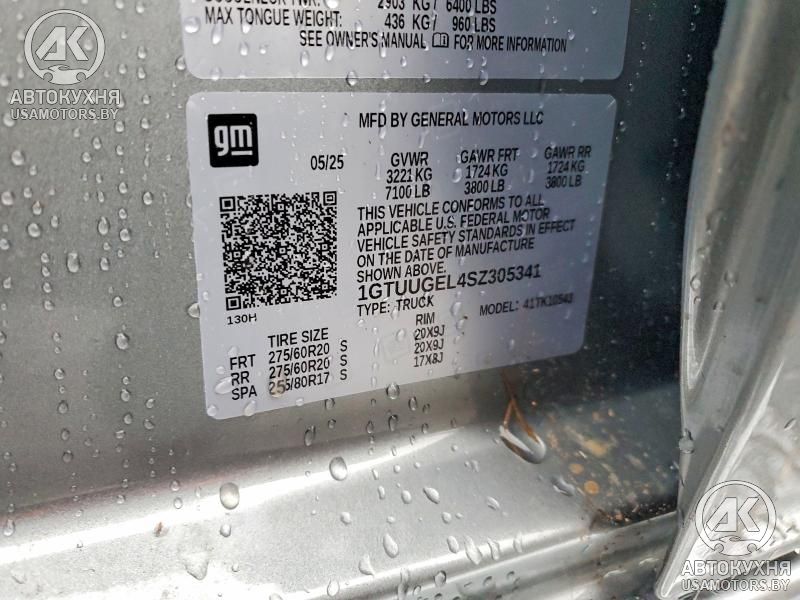 2903 KG / 6400 LBS
MAX TONGUE WEIGHT: 436 KG / 960 LBS
SEE OWNER'S MANUAL FOR MORE INFORMATION
AK
АВТОКУХНЯ
USAMOTORS.BY
gm
MFD BY GENERAL MOTORS LLC
05/25
GVWR GAWR FRT GAWR RR
3221 KG 1724 KG 1724 KG
7100 LB 3800 LB 3800 LB
THIS VEHICLE CONFORMS TO ALL
APPLICABLE U.S. FEDERAL MOTOR
VEHICLE SAFETY STANDARDS IN EFFECT
ON THE DATE OF MANUFACTURE
SHOWN ABOVE.
1GTUUGEL4SZ305341
TYPE: TRUCK MODEL: 41TK10543
130H
TIRE SIZE RIM
FRT 275/60R20 S 20X9J
RR 275/60R20 S 20X9J
SPA 255/80R17 S 17X8J
AK
АВТОКУХНЯ
USAMOTORS.BY